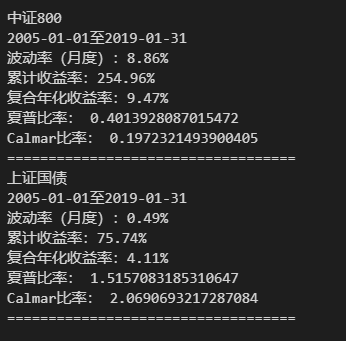 中证800
2005-01-01至2019-01-31
波动率（月度）：8.86%
累计收益率：254.96%
复合年化收益率：9.47%
夏普比率： 0.4013928087015472
Calmar比率： 0.1972321493900405
===================================
上证国债
2005-01-01至2019-01-31
波动率（月度）：0.49%
累计收益率：75.74%
复合年化收益率：4.11%
夏普比率： 1.5157083185310647
Calmar比率： 2.0690693217287084
===================================